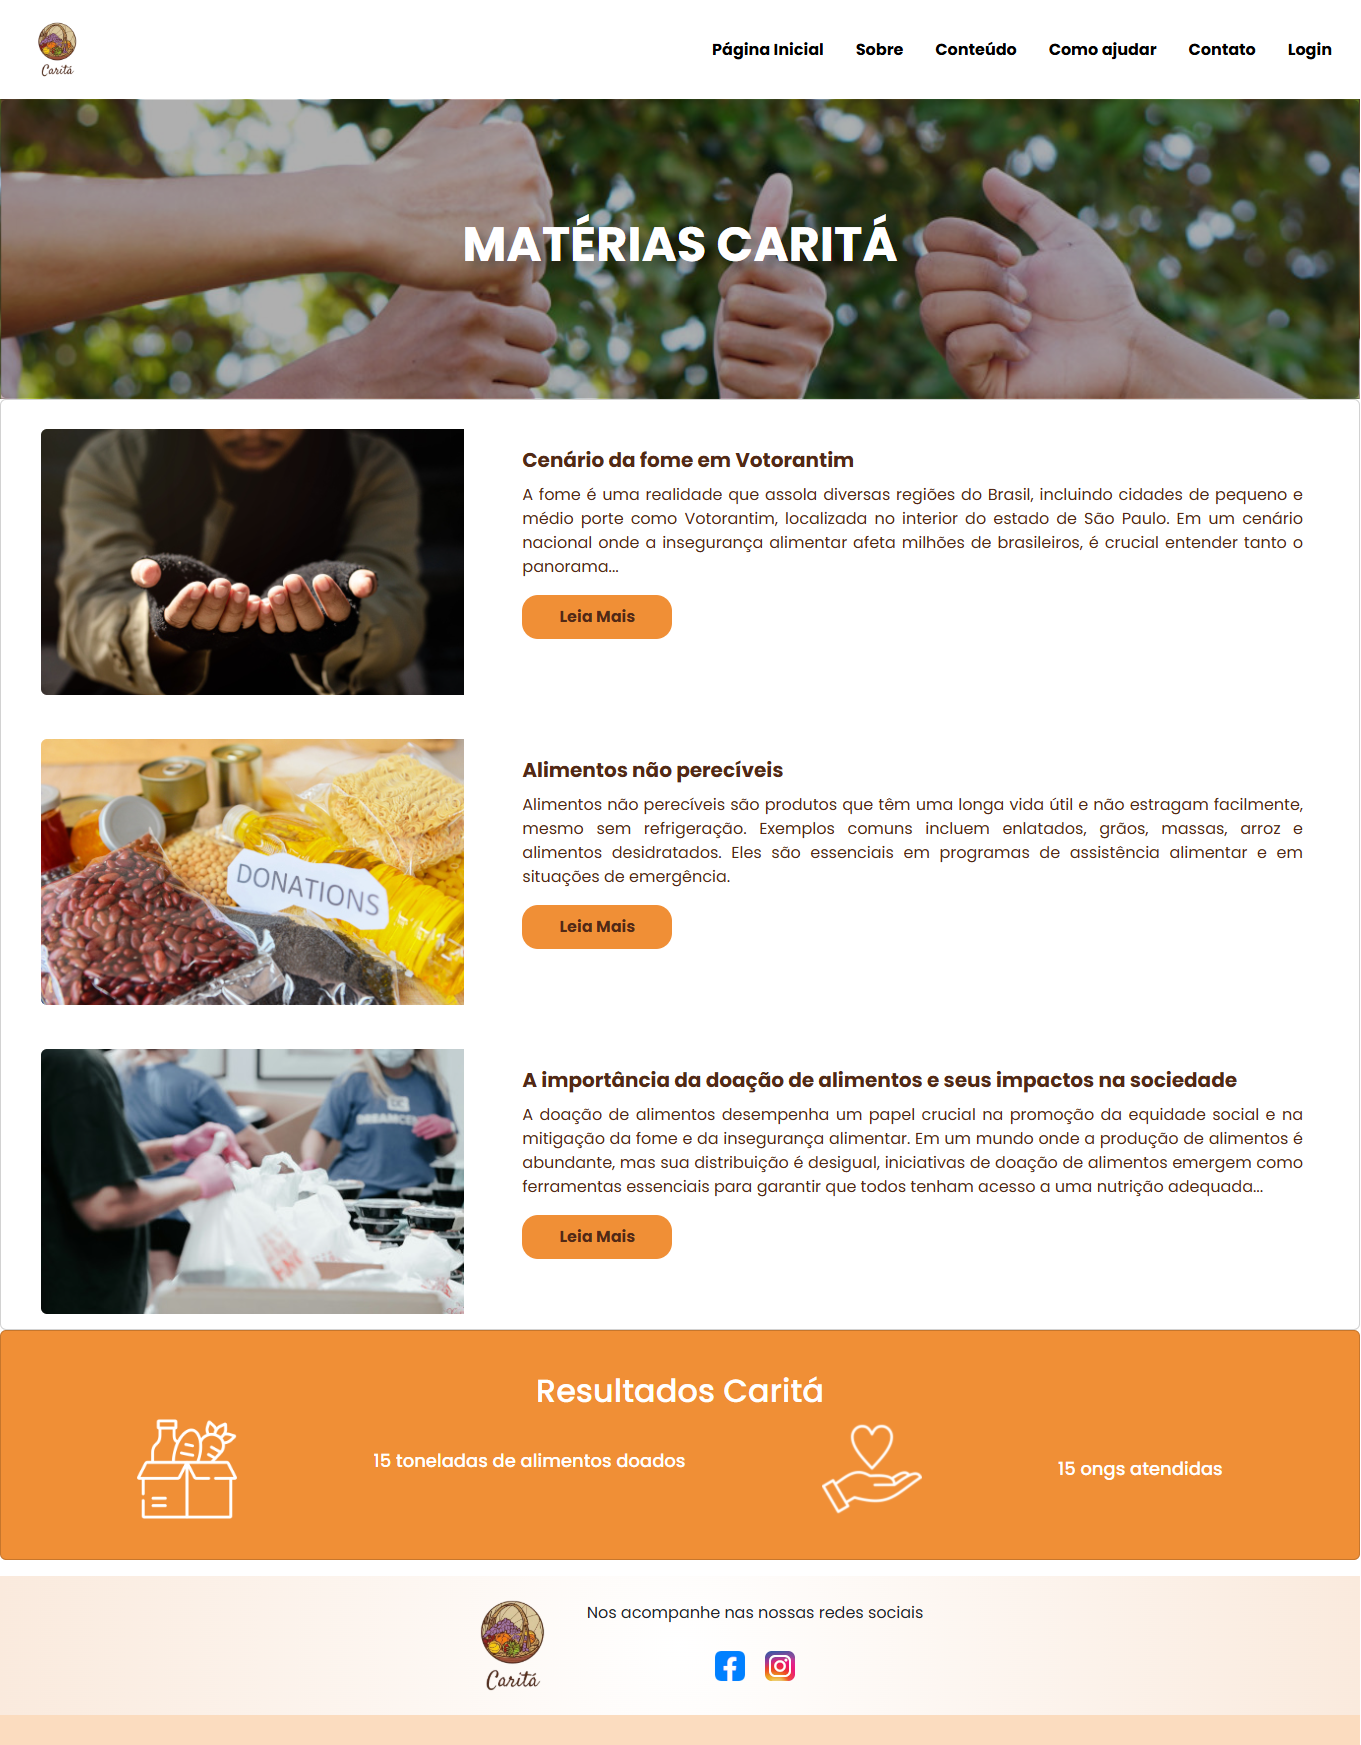 Caritá
Página Inicial Sobre Conteúdo Como ajudar Contato Login
MATÉRIAS CARITÁ
Cenário da fome em Votorantim
A fome é uma realidade que assola diversas regiões do Brasil, incluindo cidades de pequeno e
médio porte como Votorantim, localizada no interior do estado de São Paulo. Em um cenário
nacional onde a insegurança alimentar afeta milhões de brasileiros, é crucial entender tanto o
panorama...
Leia Mais
DONATIONS
Alimentos não perecíveis
Alimentos não perecíveis são produtos que têm uma longa vida útil e não estragam facilmente,
mesmo sem refrigeração. Exemplos comuns incluem enlatados, grãos, massas, arroz e
alimentos desidratados. Eles são essenciais em programas de assistência alimentar e em
situações de emergência.
Leia Mais
A importância da doação de alimentos e seus impactos na sociedade
A doação de alimentos desempenha um papel crucial na promoção da equidade social e na
mitigação da fome e da insegurança alimentar. Em um mundo onde a produção de alimentos é
abundante, mas sua distribuição é desigual, iniciativas de doação de alimentos emergem como
ferramentas essenciais para garantir que todos tenham acesso a uma nutrição adequada...
Leia Mais
Resultados Caritá
15 toneladas de alimentos doados
15 ongs atendidas
Nos acompanhe nas nossas redes sociais
Caritá